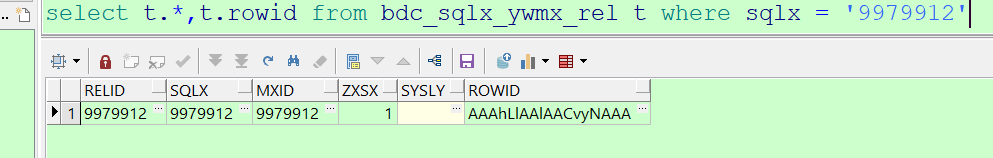 select t.*,t.rowid from bdc_sqlx_ywmx_rel t where sqlx = '9979912'
RELID SQLX MXID ZXSX SYSLY ROWID
1 9979912 9979912 9979912 1 AAAhLlAAlAACvyNAAA